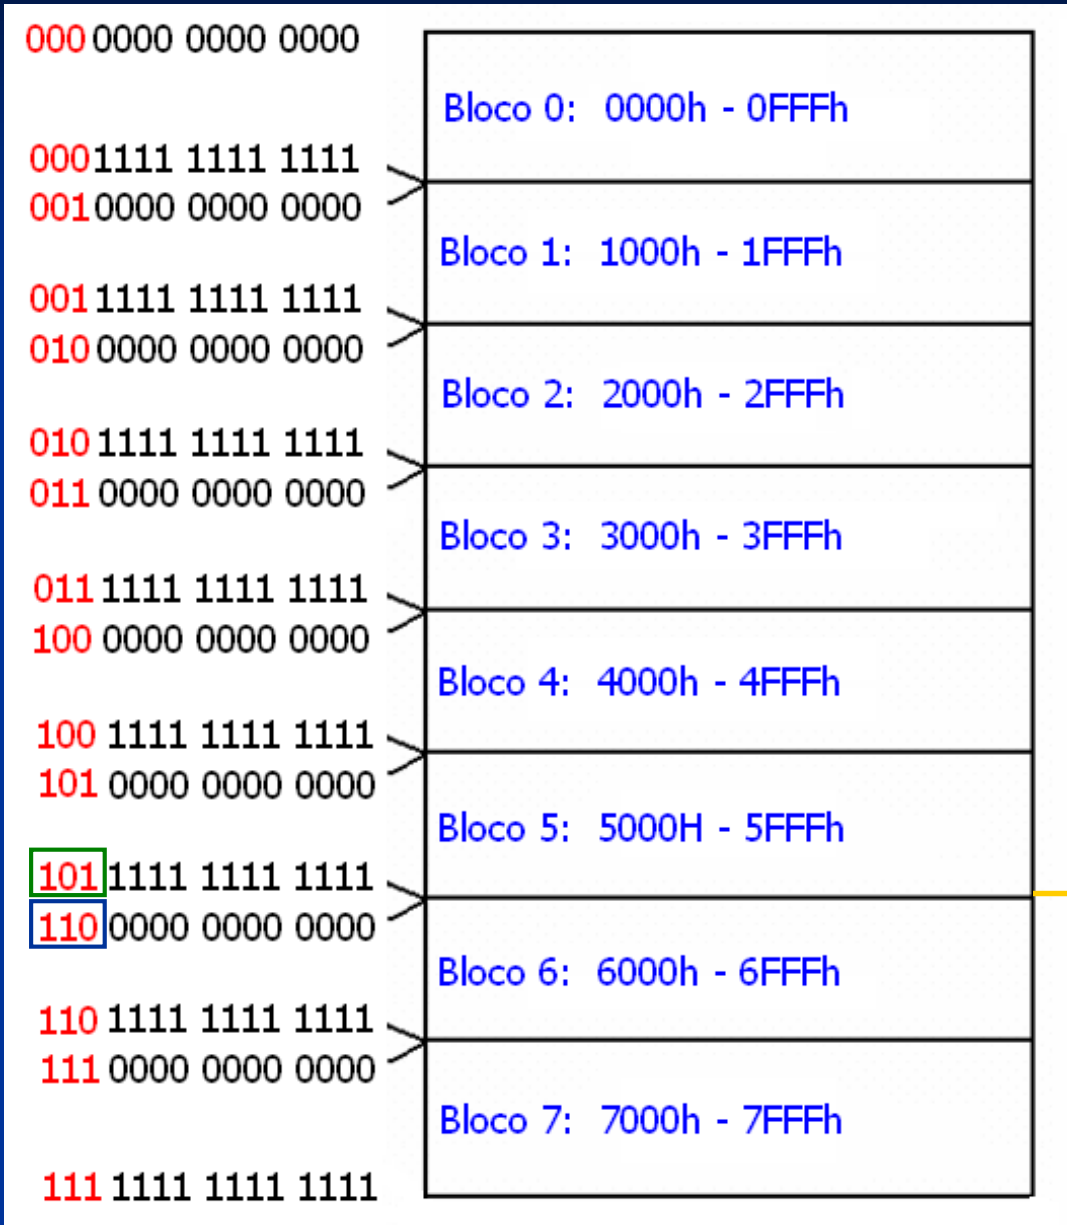 000 0000 0000 0000
Bloco 0: 0000h - 0FFFh
000 1111 1111 1111
001 0000 0000 0000
Bloco 1: 1000h - 1FFFh
001 1111 1111 1111
010 0000 0000 0000
Bloco 2: 2000h - 2FFFh
010 1111 1111 1111
011 0000 0000 0000
Bloco 3: 3000h - 3FFFh
011 1111 1111 1111
100 0000 0000 0000
Bloco 4: 4000h - 4FFFh
100 1111 1111 1111
101 0000 0000 0000
Bloco 5: 5000H - 5FFFh
101 1111 1111 1111
110 0000 0000 0000
Bloco 6: 6000h - 6FFFh
110 1111 1111 1111
111 0000 0000 0000
Bloco 7: 7000h - 7FFFh
111 1111 1111 1111